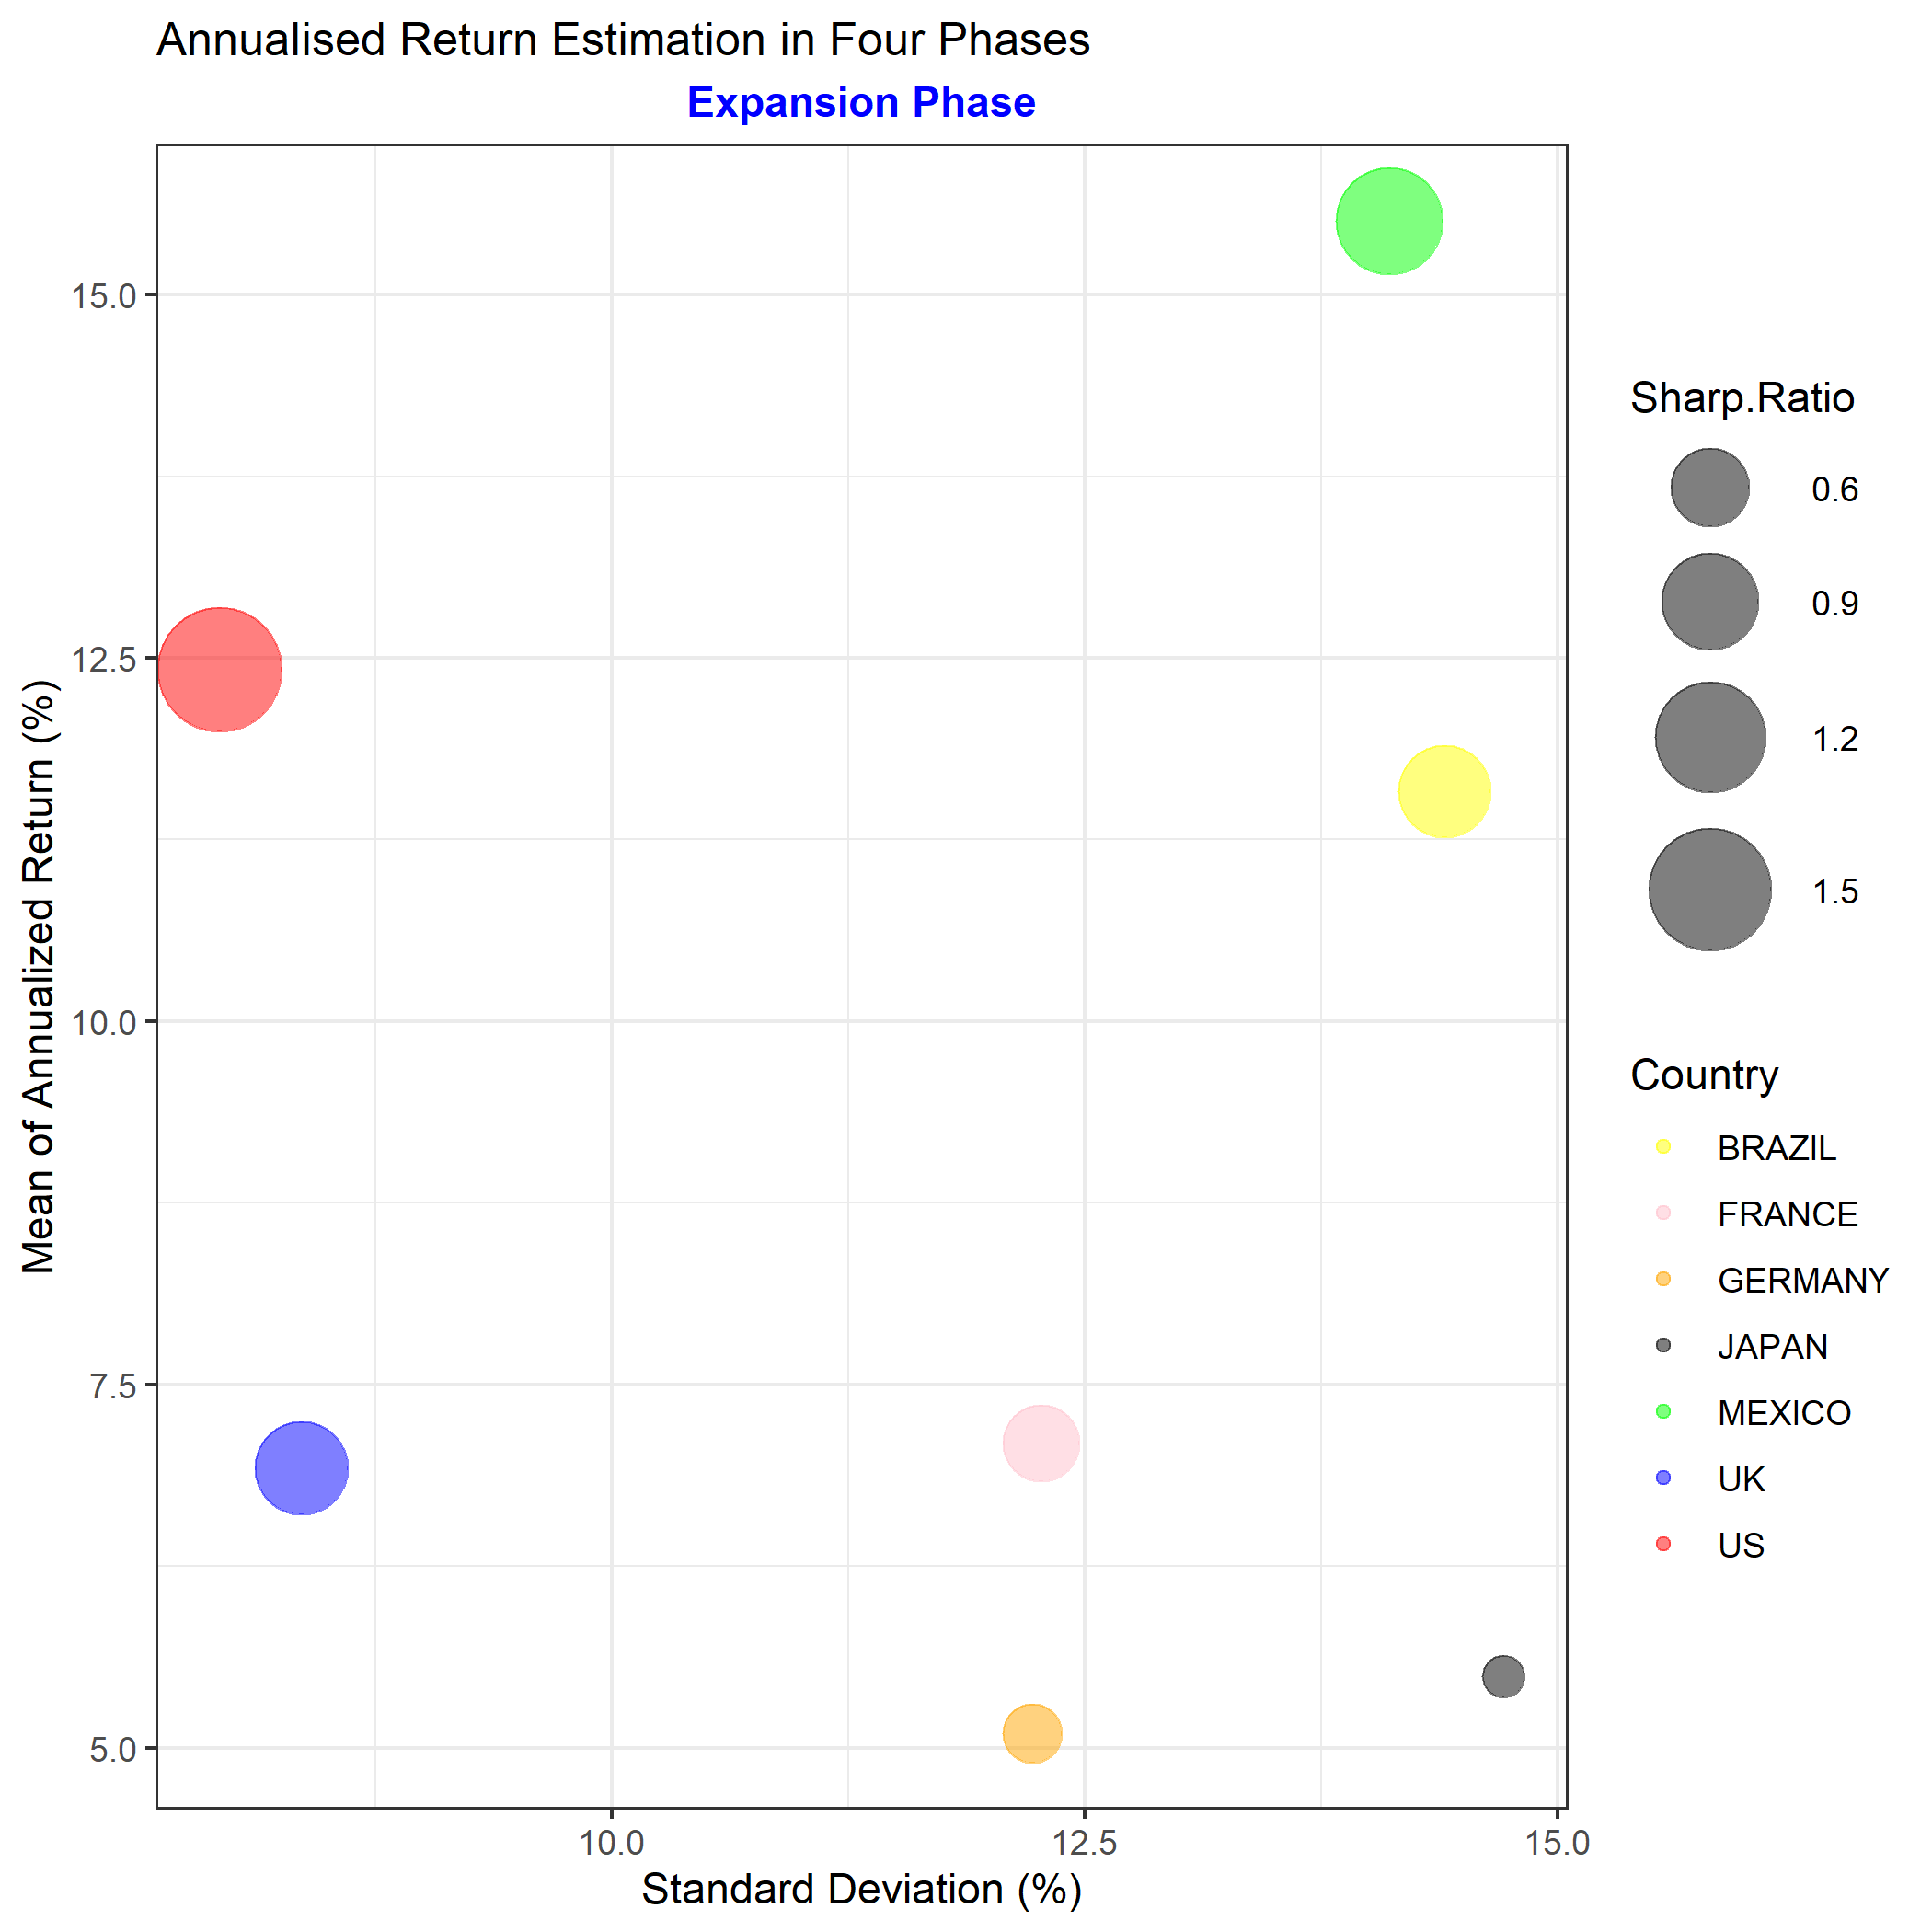 Annualised Return Estimation in Four Phases
Expansion Phase
Mean of Annualized Return (%)
15.0
12.5
10.0
7.5
5.0
10.0
12.5
15.0
Standard Deviation (%)
Sharp.Ratio
0.6
0.9
1.2
1.5
Country
BRAZIL
FRANCE
GERMANY
JAPAN
MEXICO
UK
US